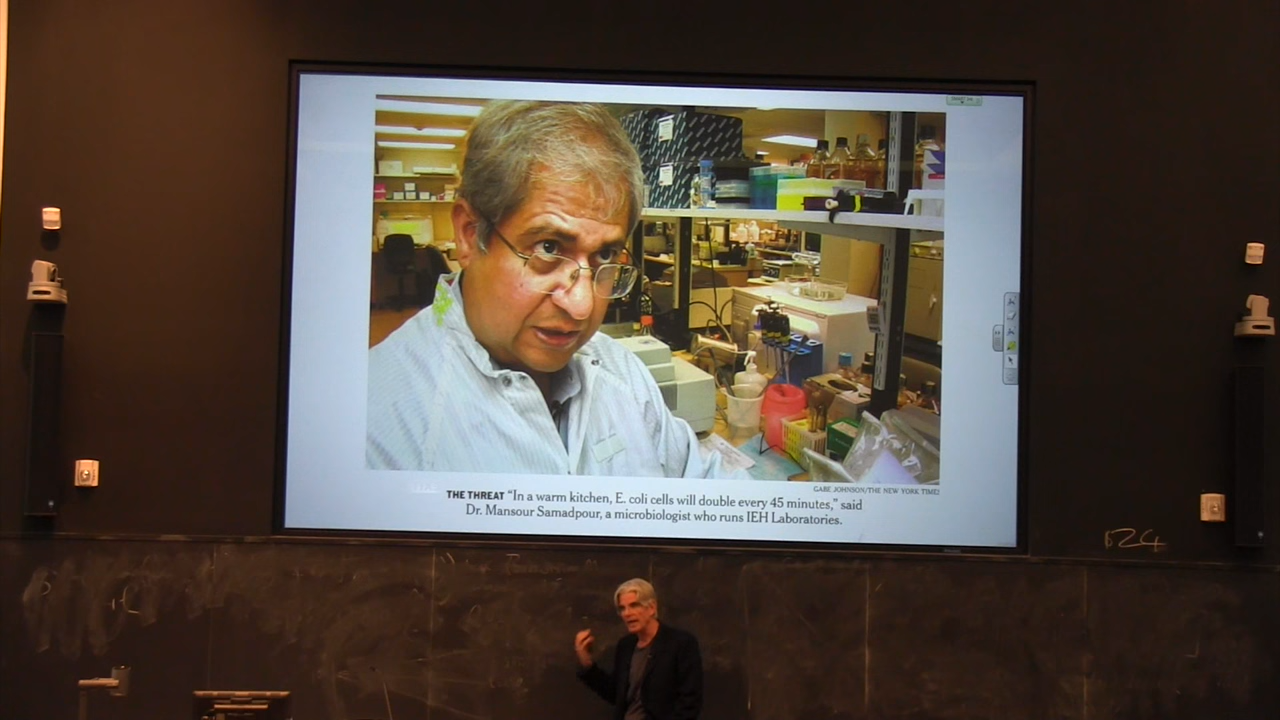 GABE JOHNSON/THE NEW YORK TIMES
THE THREAT “In a warm kitchen, E. coli cells will double every 45 minutes,” said
Dr. Mansour Samadpour, a microbiologist who runs IEH Laboratories.